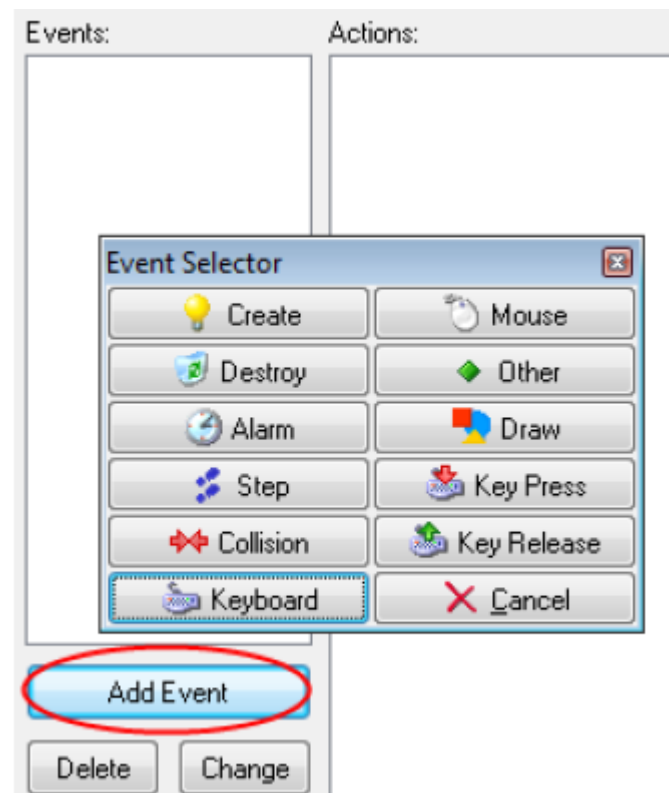 Events: Actions:
Event Selector
Create Mouse
Destroy Other
Alarm Draw
Step Key Press
Collision Key Release
Keyboard Cancel
Add Event
Delete Change